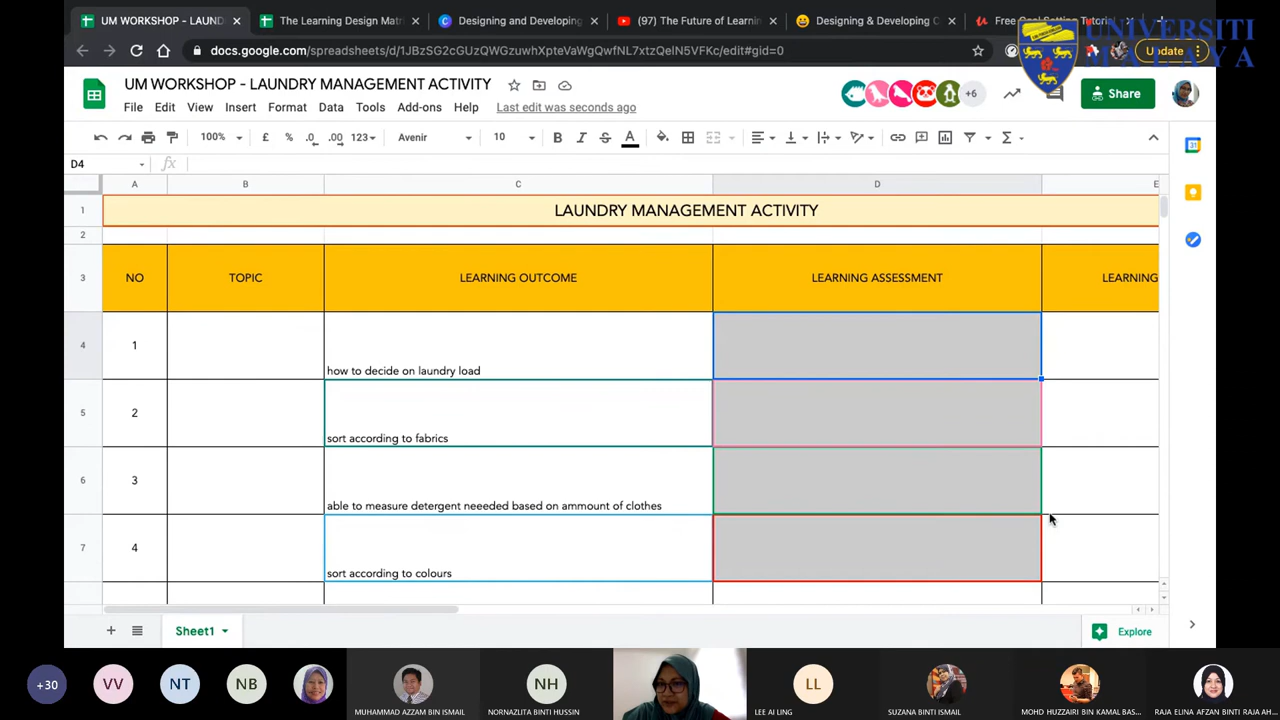 UM WORKSHOP - LAUND
The Learning Design Mat
Designing and Developing
(97) The Future of Learnin
Designing & Developing C
Free Goal Setting Tutorial
UNIVERSITI
docs.google.com/spreadsheets/d/1JBzSG2cGUzQWGzuwhXpteVaWgQwfNL7xtzQelN5VFKc/edit#gid=0
Update
UM WORKSHOP - LAUNDRY MANAGEMENT ACTIVITY
File Edit View Insert Format Data Tools Add-ons Help Last edit was seconds ago
+6
Share
100% £ % .0 .00 123 Avenir 10 B I S A
D4 fx
A B C D E
1 LAUNDRY MANAGEMENT ACTIVITY
2
3 NO TOPIC LEARNING OUTCOME LEARNING ASSESSMENT LEARNING
4 1 how to decide on laundry load
5 2 sort according to fabrics
6 3 able to measure detergent neeeded based on ammount of clothes
7 4 sort according to colours
Sheet1
Explore
+30 VV NT NB NH LL
MUHAMMAD AZZAM BIN ISMAIL
NORNAZLITA BINTI HUSSIN
LEE AI LING
SUZANA BINTI ISMAIL
MOHD HUZZAIRI BIN KAMAL BAS...
RAJA ELINA AFZAN BINTI RAJA AH...